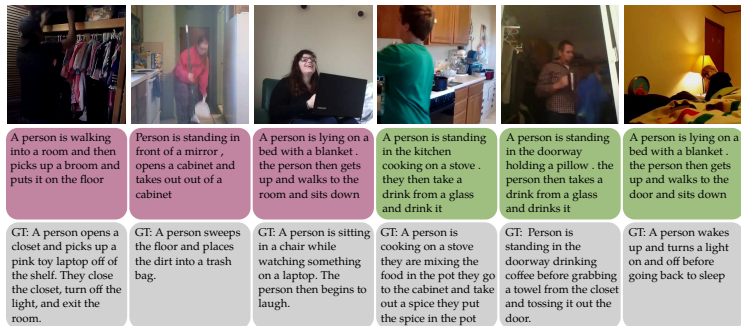 A person is walking
into a room and then
picks up a broom and
puts it on the floor
Person is standing in
front of a mirror ,
opens a cabinet and
takes out out of a
cabinet
A person is lying on a
bed with a blanket .
the person then gets
up and walks to the
room and sits down
A person is standing
in the kitchen
cooking on a stove .
they then take a
drink from a glass
and drink it
A person is standing
in the doorway
holding a pillow . the
person then takes a
drink from a glass
and drinks it
A person is lying on a
bed with a blanket .
the person then gets
up and walks to the
door and sits down
GT: A person opens a
closet and picks up a
pink toy laptop off of
the shelf. They close
the closet, turn off the
light, and exit the
room.
GT: A person sweeps
the floor and places
the dirt into a trash
bag.
GT: A person is sitting
in a chair while
watching something
on a laptop. The
person then begins to
laugh.
GT: A person is
cooking on a stove
they are mixing the
food in the pot they go
to the cabinet and take
out a spice they put
the spice in the pot
GT: Person is
standing in the
doorway drinking
coffee before grabbing
a towel from the closet
and tossing it out the
door.
GT: A person wakes
up and turns a light
on and off before
going back to sleep